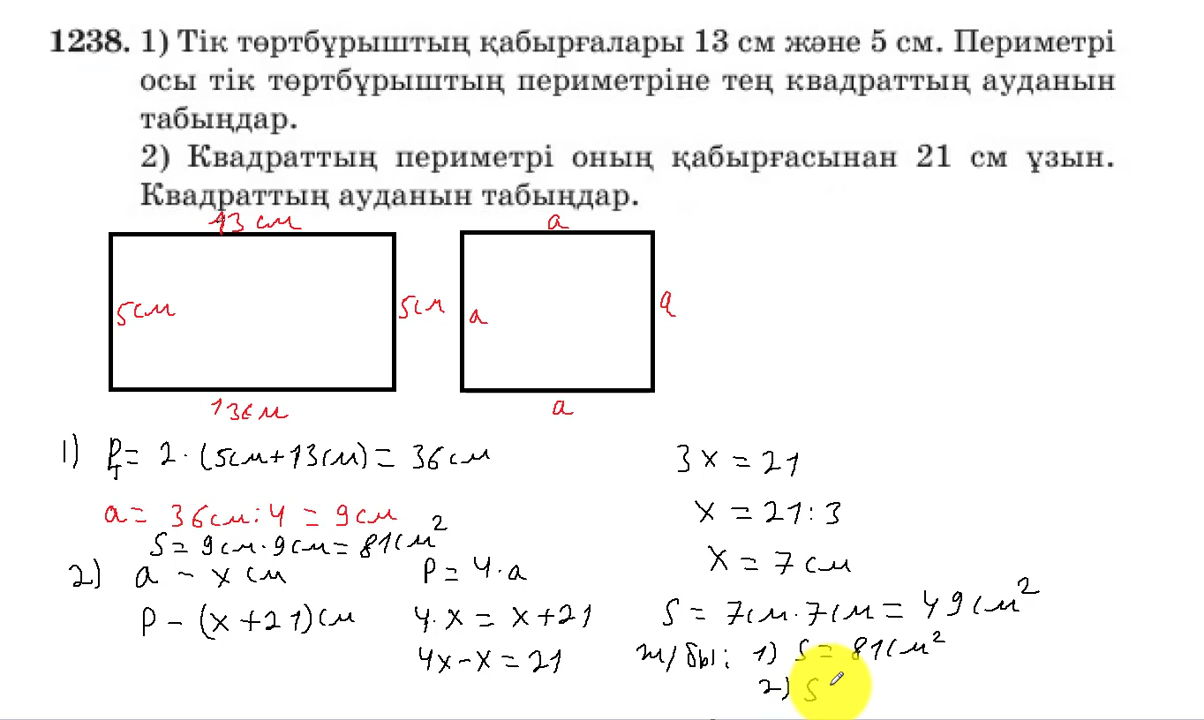 1238. 1) Тік төртбұрыштың қабырғалары 13 см және 5 см. Периметрі
осы тік төртбұрыштың периметріне тең квадраттың ауданын
табыңдар.
2) Квадраттың периметрі оның қабырғасынан 21 см ұзын.
Квадраттың ауданын табыңдар.
13 см
a
5см
5см
a
a
13см
a
1) Pт= 2·(5см+13см)= 36см
a= 36см:4 = 9см
S= 9см·9см= 81см²
2) a – x см
P – (x+21)см
P= 4·a
4·x = x+21
4x-x=21
3x=21
x = 21:3
x = 7см
S = 7см·7см= 49см²
ж/бы: 1) S= 81см²
2) S